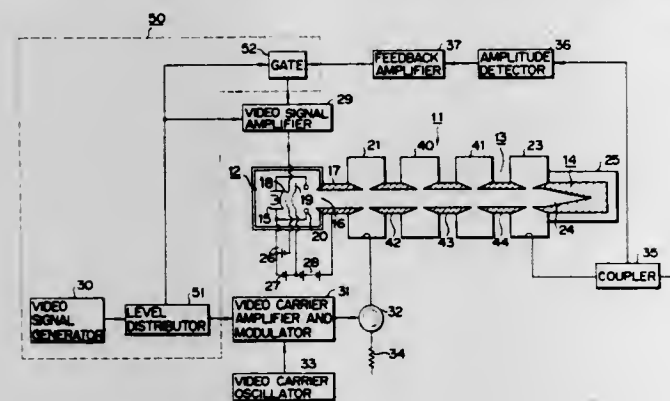 50
52
GATE
37
FEEDBACK
AMPLIFIER
36
AMPLITUDE
DETECTOR
29
VIDEO SIGNAL
AMPLIFIER
11
21
40
41
13
23
14
25
12
17
18
19
15
16
20
24
26
42
43
44
27
28
35
COUPLER
30
VIDEO
SIGNAL
GENERATOR
51
LEVEL
DISTRIBUTOR
31
VIDEO CARRIER
AMPLIFIER AND
MODULATOR
32
34
33
VIDEO CARRIER
OSCILLATOR